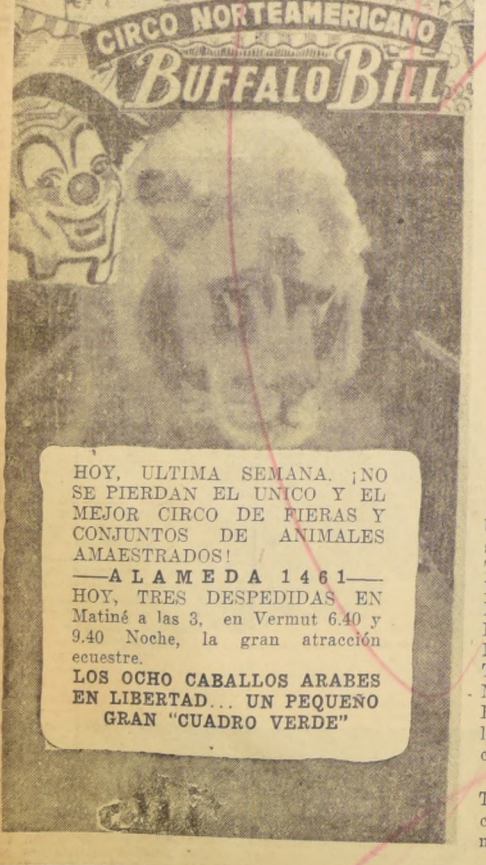 CIRCO NORTEAMERICANO
BUFFALO BILL
HOY, ULTIMA SEMANA. ¡NO
SE PIERDAN EL UNICO Y EL
MEJOR CIRCO DE FIERAS Y
CONJUNTOS DE ANIMALES
AMAESTRADOS!
—ALAMEDA 1461—
HOY, TRES DESPEDIDAS EN
Matiné a las 3, en Vermut 6.40 y
9.40 Noche, la gran atracción
ecuestre.
LOS OCHO CABALLOS ARABES
EN LIBERTAD... UN PEQUEÑO
GRAN "CUADRO VERDE"